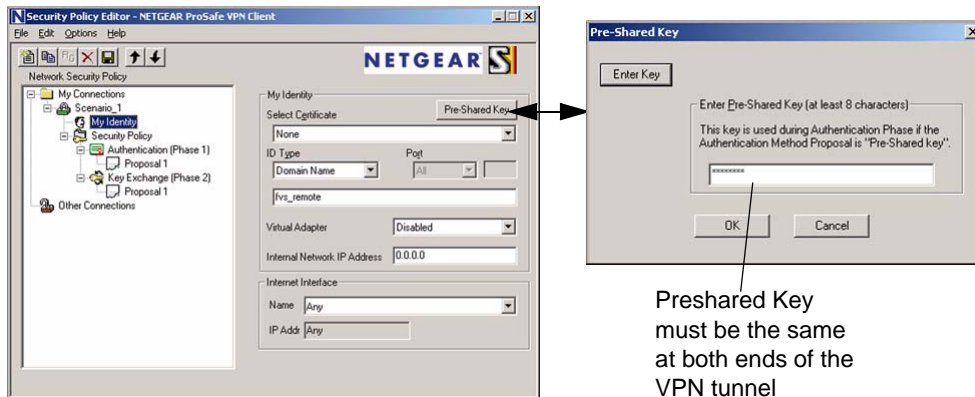 Security Policy Editor - NETGEAR ProSafe VPN Client
File Edit Options Help
NETGEAR
Network Security Policy
My Connections
Scenario_1
My Identity
Security Policy
Authentication (Phase 1)
Proposal 1
Key Exchange (Phase 2)
Proposal 1
Other Connections
My Identity
Select Certificate
Pre-Shared Key
None
ID Type
Port
Domain Name
All
fvs_remote
Virtual Adapter
Disabled
Internal Network IP Address
0.0.0.0
Internet Interface
Name
Any
IP Addr
Any
Pre-Shared Key
Enter Key
Enter Pre-Shared Key (at least 8 characters)
This key is used during Authentication Phase if the
Authentication Method Proposal is "Pre-Shared key".
********
OK
Cancel
Preshared Key
must be the same
at both ends of the
VPN tunnel